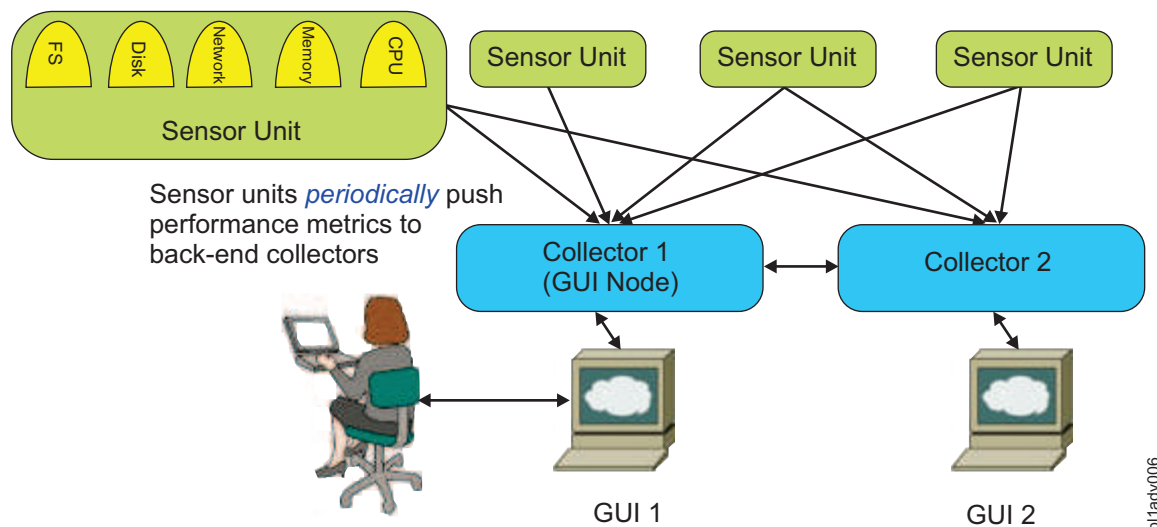 FS
Disk
Network
Memory
CPU
Sensor Unit
Sensor Unit
Sensor Unit
Sensor Unit
Sensor units periodically push
performance metrics to
back-end collectors
Collector 1
(GUI Node)
Collector 2
GUI 1
GUI 2